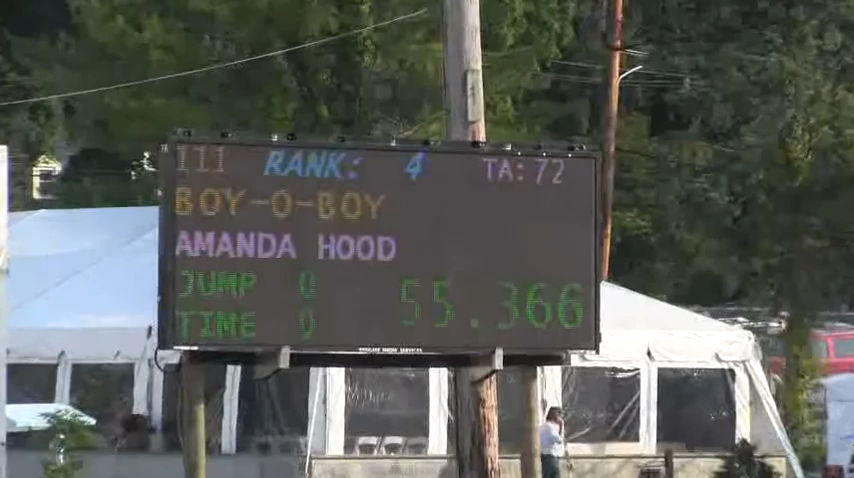 111 RANK: 4 TA: 72
BOY-O-BOY
AMANDA HOOD
JUMP 0
TIME 0 55.366